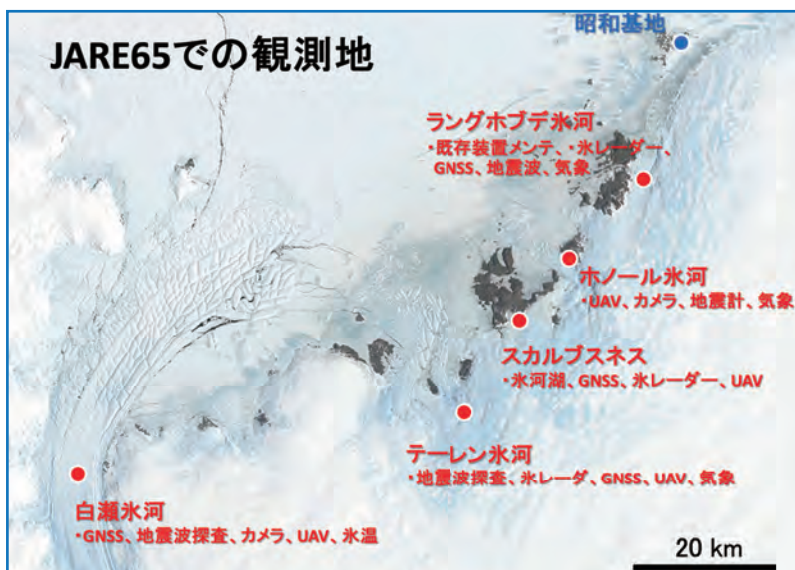 昭和基地
JARE65での観測地
ラングホブデ氷河
・既存装置メンテ、・氷レーダー、
GNSS、地震波、気象
ホノール氷河
・UAV、カメラ、地震計、気象
スカルブスネス
・氷河湖、GNSS、氷レーダー、UAV
テーレン氷河
・地震波探査、氷レーダ、GNSS、UAV、気象
白瀬氷河
・GNSS、地震波探査、カメラ、UAV、氷温
20 km